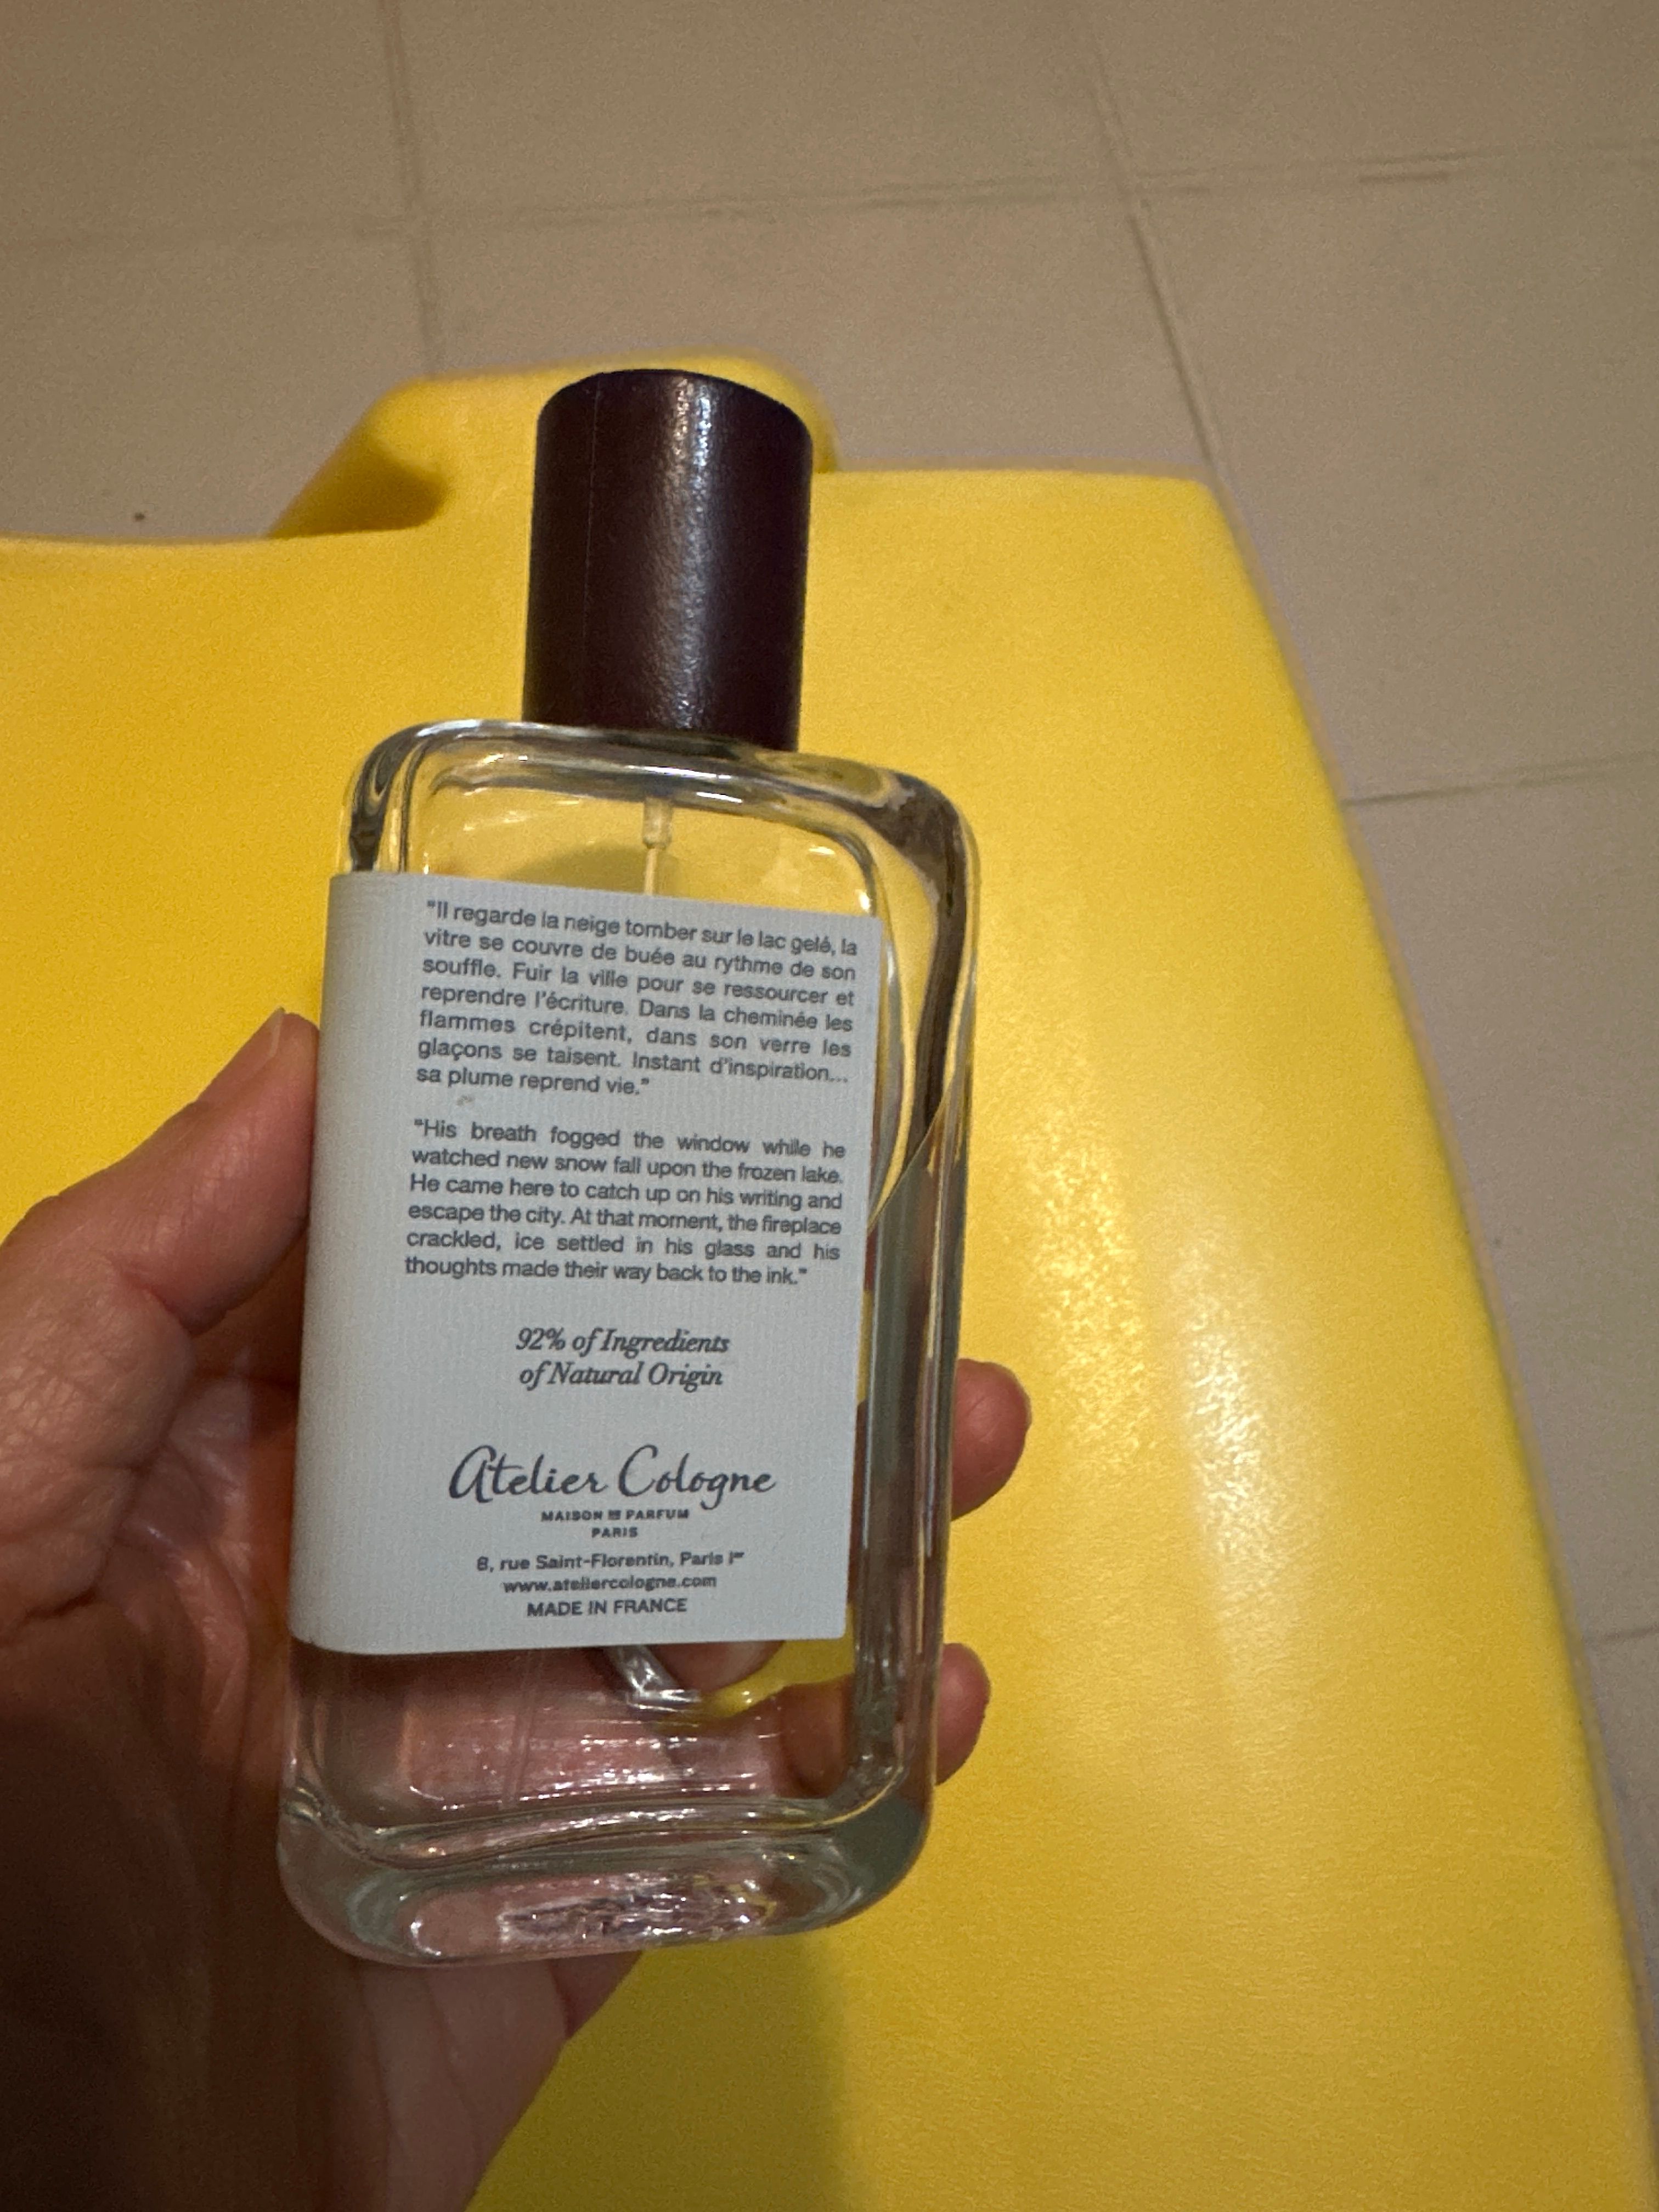 "Il regarde la neige tomber sur le lac gelé, la
vitre se couvre de buée au rythme de son
souffle. Fuir la ville pour se ressourcer et
reprendre l'écriture. Dans la cheminée les
flammes crépitent, dans son verre les
glaçons se taisent. Instant d'inspiration...
sa plume reprend vie."
"His breath fogged the window while he
watched new snow fall upon the frozen lake.
He came here to catch up on his writing and
escape the city. At that moment, the fireplace
crackled, ice settled in his glass and his
thoughts made their way back to the ink."
92% of Ingredients
of Natural Origin
Atelier Cologne
MAISON DE PARFUM
PARIS
8, rue Saint-Florentin, Paris Iᵉʳ
www.ateliercologne.com
MADE IN FRANCE